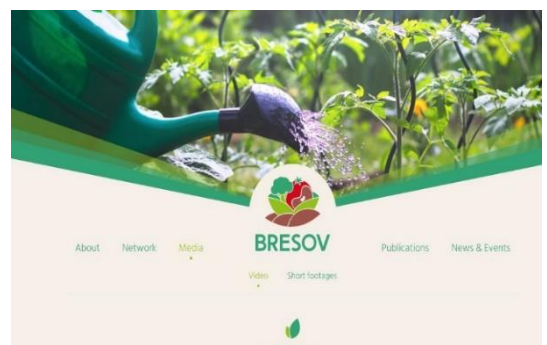 About Network Media BRESOV Publications News & Events
Video Short footages